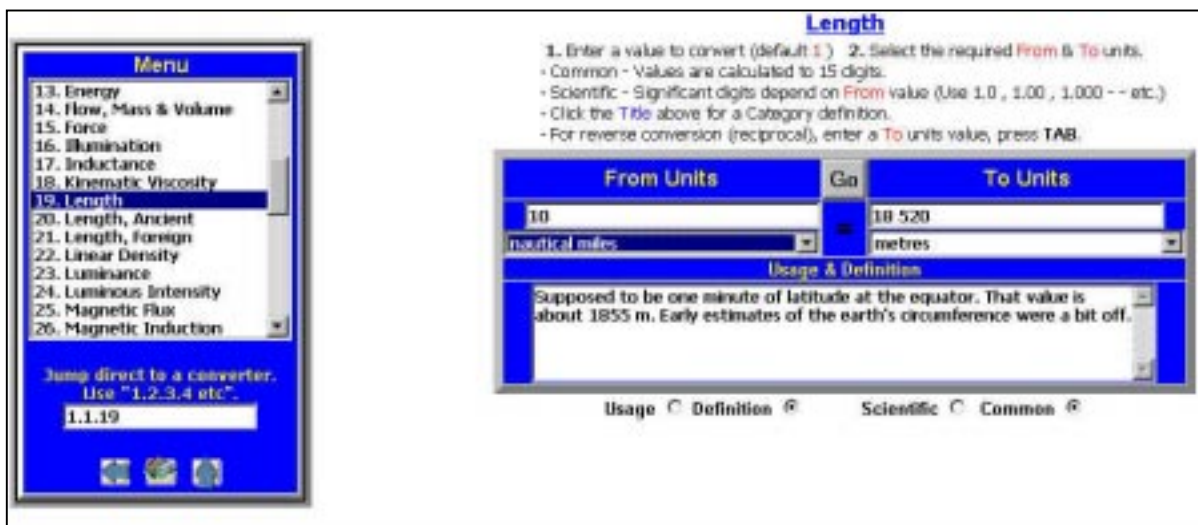 Menu
13. Energy
14. Flow, Mass & Volume
15. Force
16. Illumination
17. Inductance
18. Kinematic Viscosity
19. Length
20. Length, Ancient
21. Length, Foreign
22. Linear Density
23. Luminance
24. Luminous Intensity
25. Magnetic Flux
26. Magnetic Induction
Jump direct to a converter.
Use "1.2.3.4 etc".
1.1.19
Length
1. Enter a value to convert (default 1 ) 2. Select the required From & To units.
- Common - Values are calculated to 15 digits.
- Scientific - Significant digits depend on From value (Use 1.0 , 1.00 , 1.000 - - etc.)
- Click the Title above for a Category definition.
- For reverse conversion (reciprocal), enter a To units value, press TAB.
From Units Go To Units
10 = 18 520
nautical miles metres
Usage & Definition
Supposed to be one minute of latitude at the equator. That value is
about 1855 m. Early estimates of the earth's circumference were a bit off.
Usage Definition Scientific Common